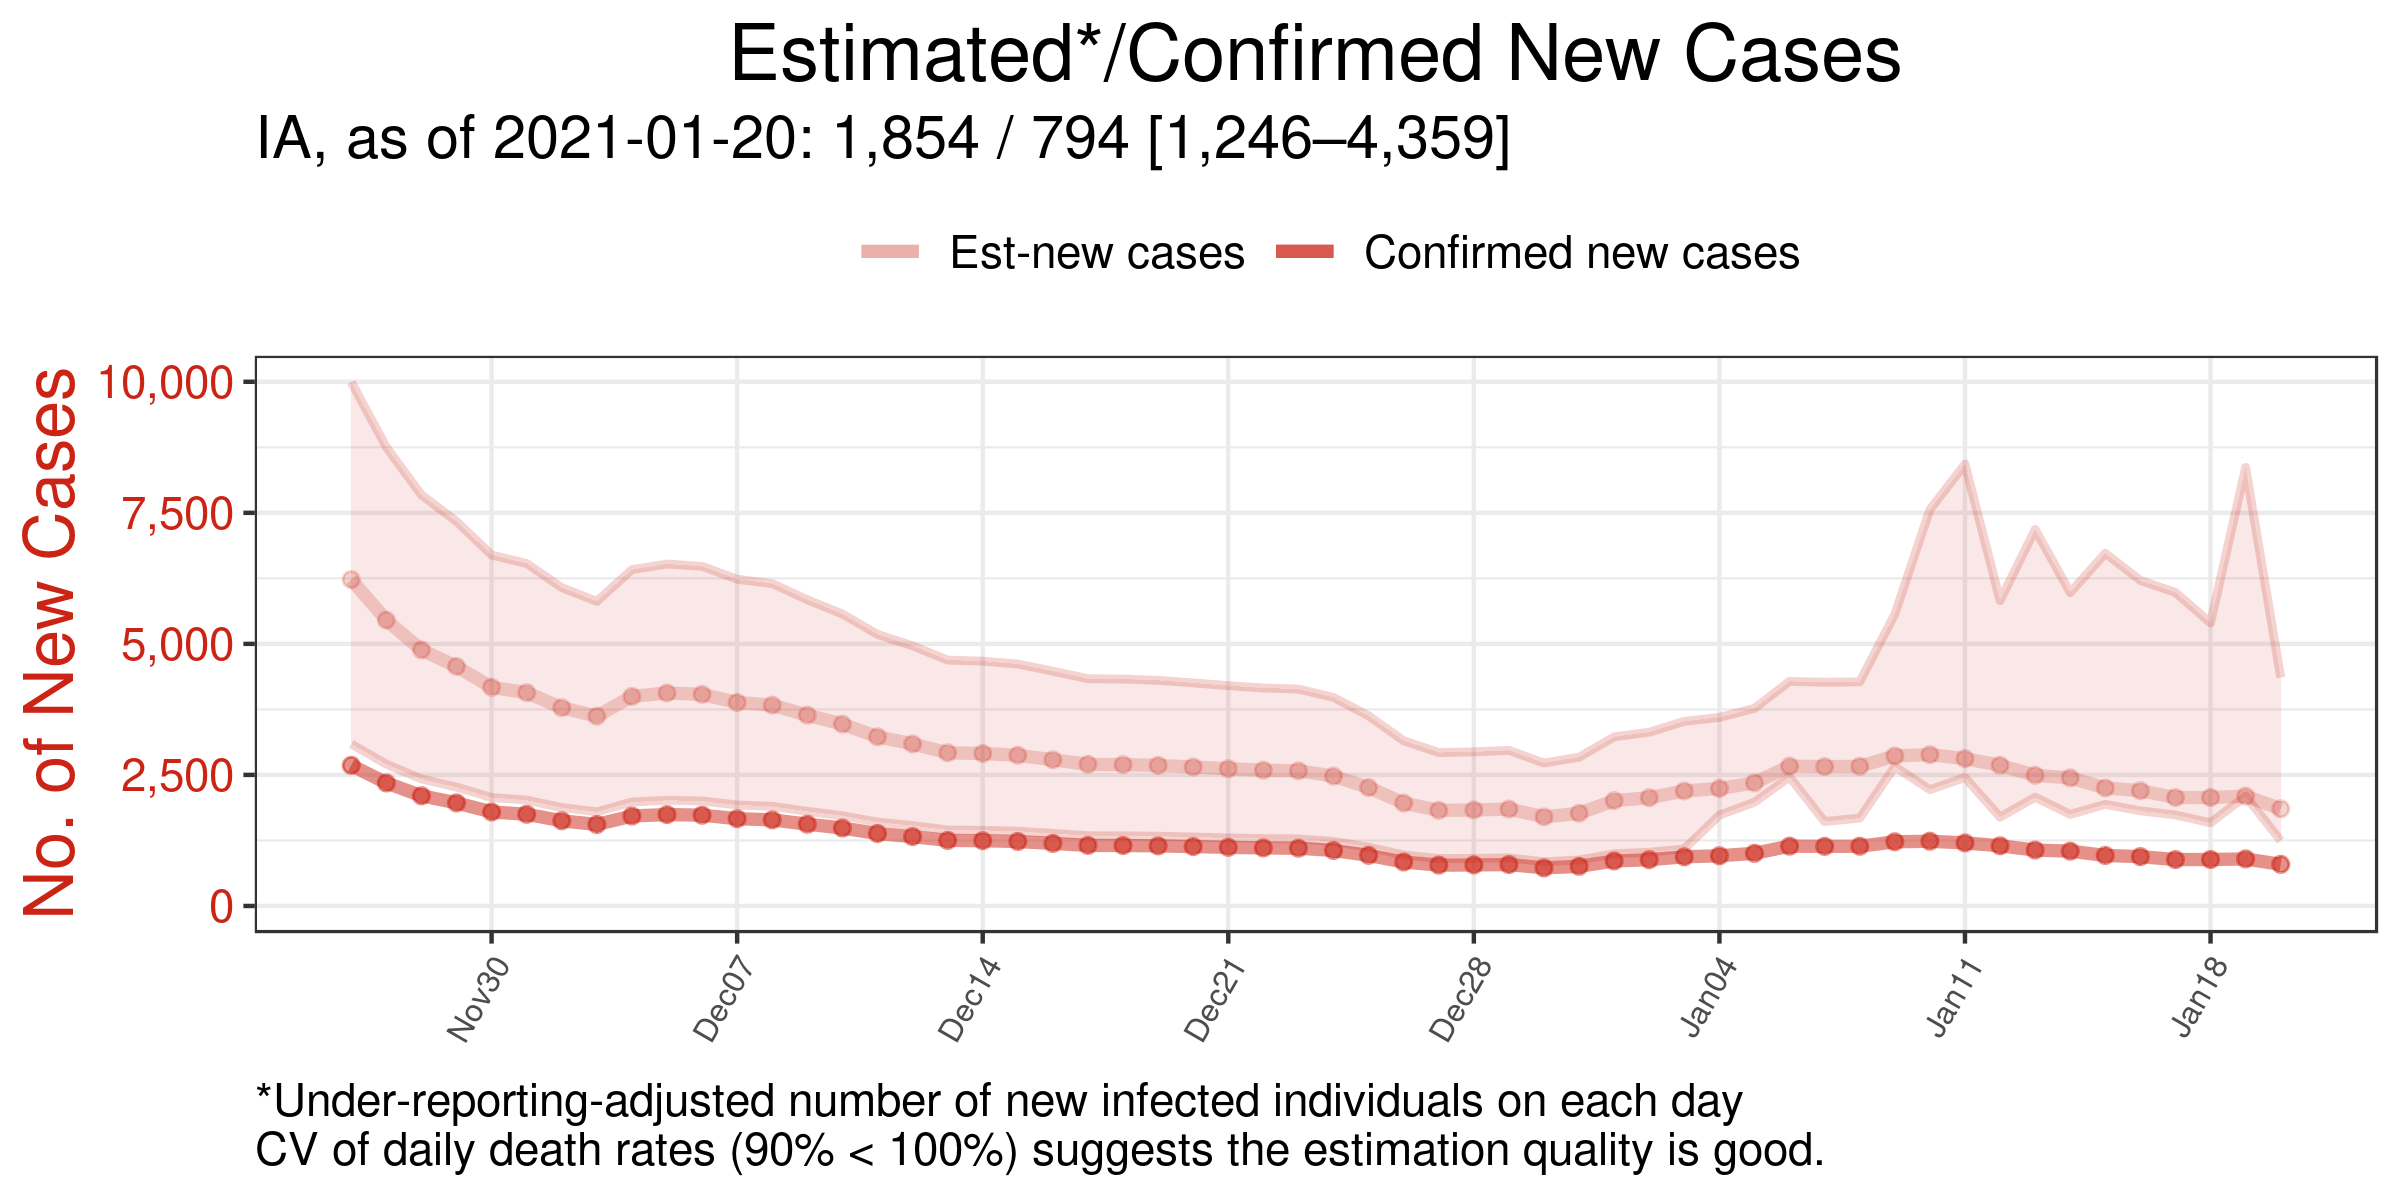 Estimated*/Confirmed New Cases
IA, as of 2021-01-20: 1,854 / 794 [1,246–4,359]
Est-new cases
Confirmed new cases
No. of New Cases
10,000
7,500
5,000
2,500
0
Nov30
Dec07
Dec14
Dec21
Dec28
Jan04
Jan11
Jan18
*Under-reporting-adjusted number of new infected individuals on each day
CV of daily death rates (90% < 100%) suggests the estimation quality is good.